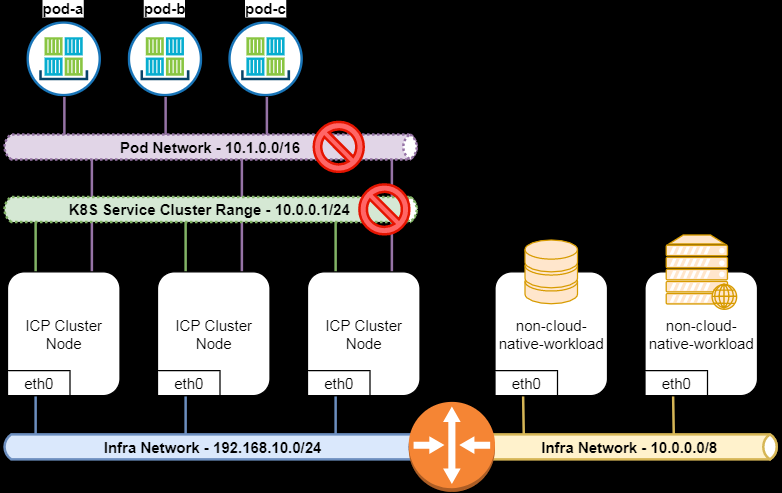 pod-a
pod-b
pod-c
Pod Network - 10.1.0.0/16
K8S Service Cluster Range - 10.0.0.1/24
ICP Cluster
Node
ICP Cluster
Node
ICP Cluster
Node
non-cloud-
native-workload
non-cloud-
native-workload
eth0
eth0
eth0
eth0
eth0
Infra Network - 192.168.10.0/24
Infra Network - 10.0.0.0/8